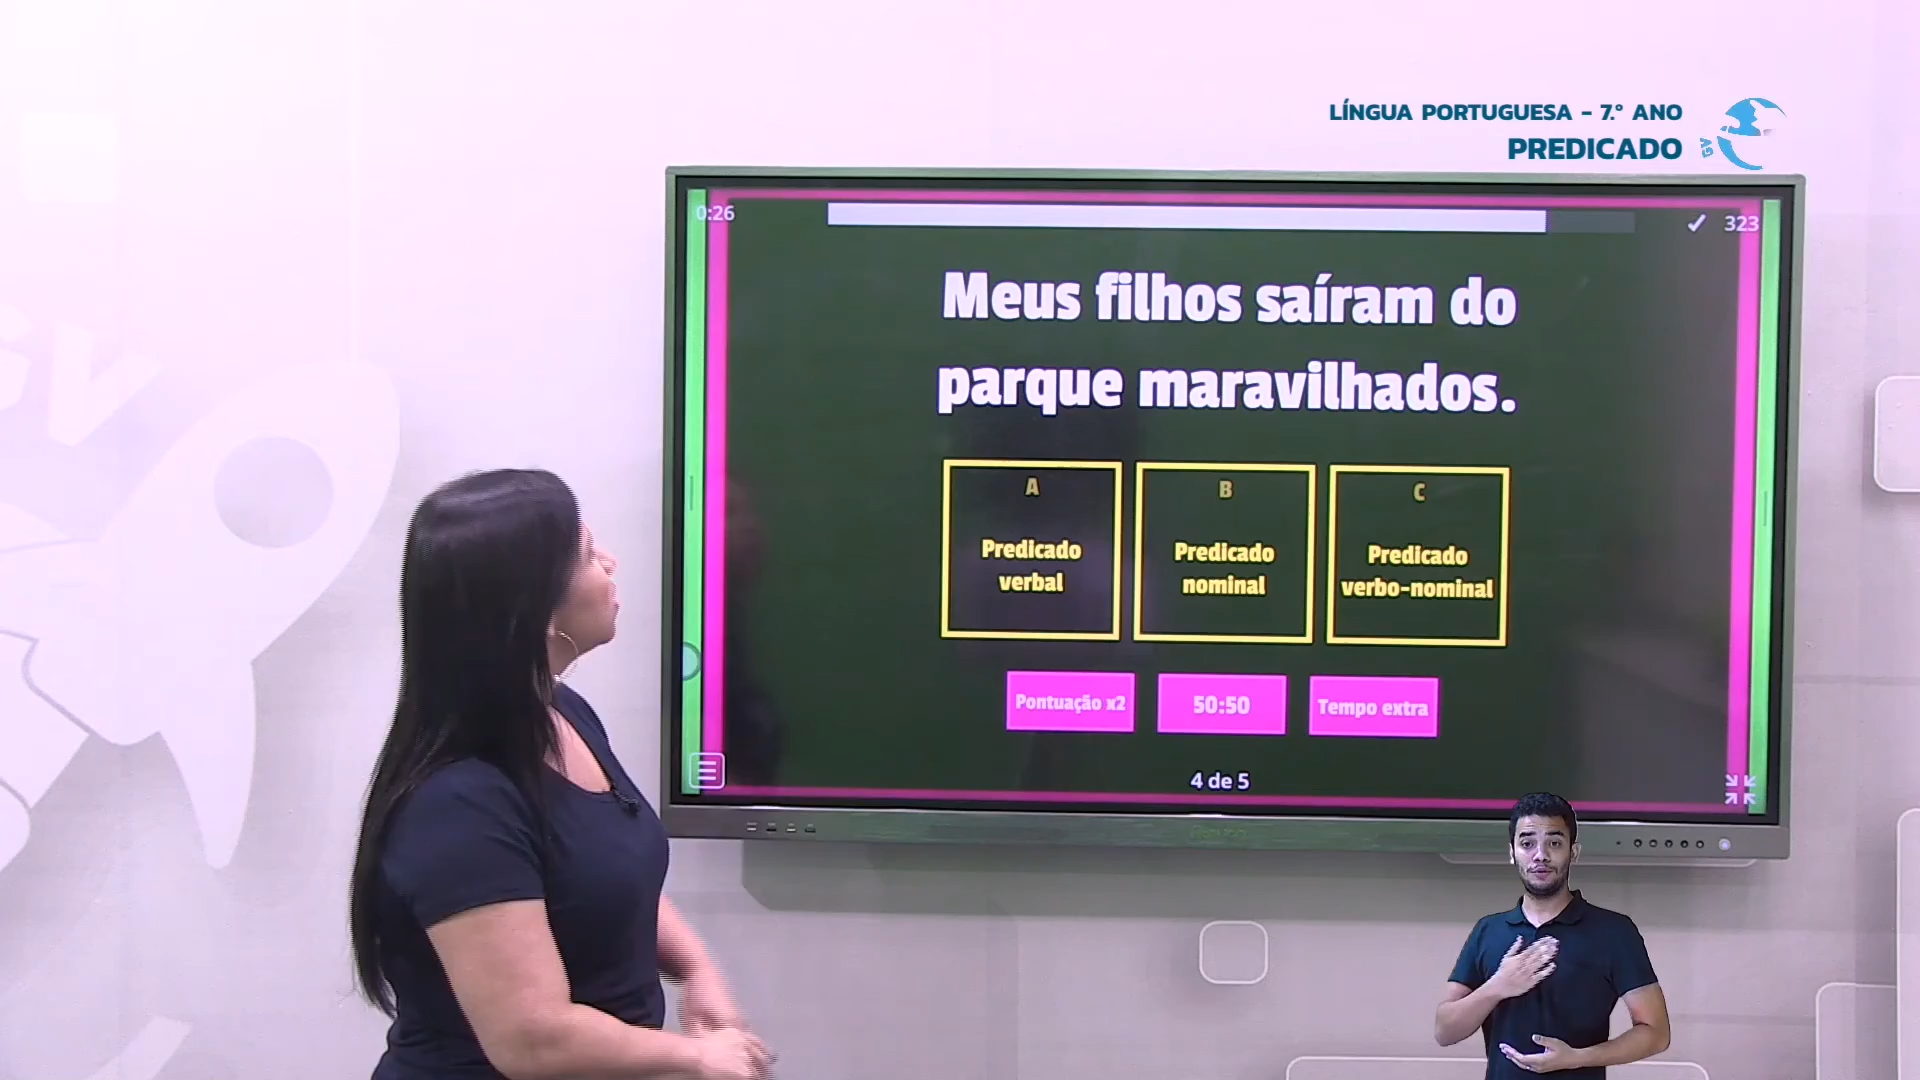 LÍNGUA PORTUGUESA - 7.º ANO
PREDICADO
GV
0:26
323
Meus filhos saíram do
parque maravilhados.
A
Predicado
verbal
B
Predicado
nominal
C
Predicado
verbo-nominal
Pontuação x2
50:50
Tempo extra
4 de 5